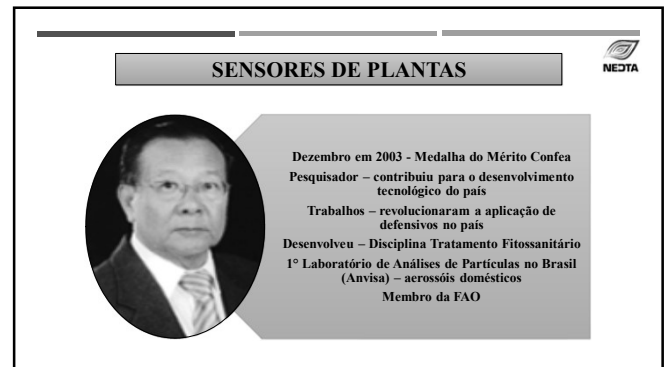 SENSORES DE PLANTAS
NEDTA
Dezembro em 2003 - Medalha do Mérito Confea
Pesquisador – contribuiu para o desenvolvimento
tecnológico do país
Trabalhos – revolucionaram a aplicação de
defensivos no país
Desenvolveu – Disciplina Tratamento Fitossanitário
1° Laboratório de Análises de Partículas no Brasil
(Anvisa) – aerossóis domésticos
Membro da FAO